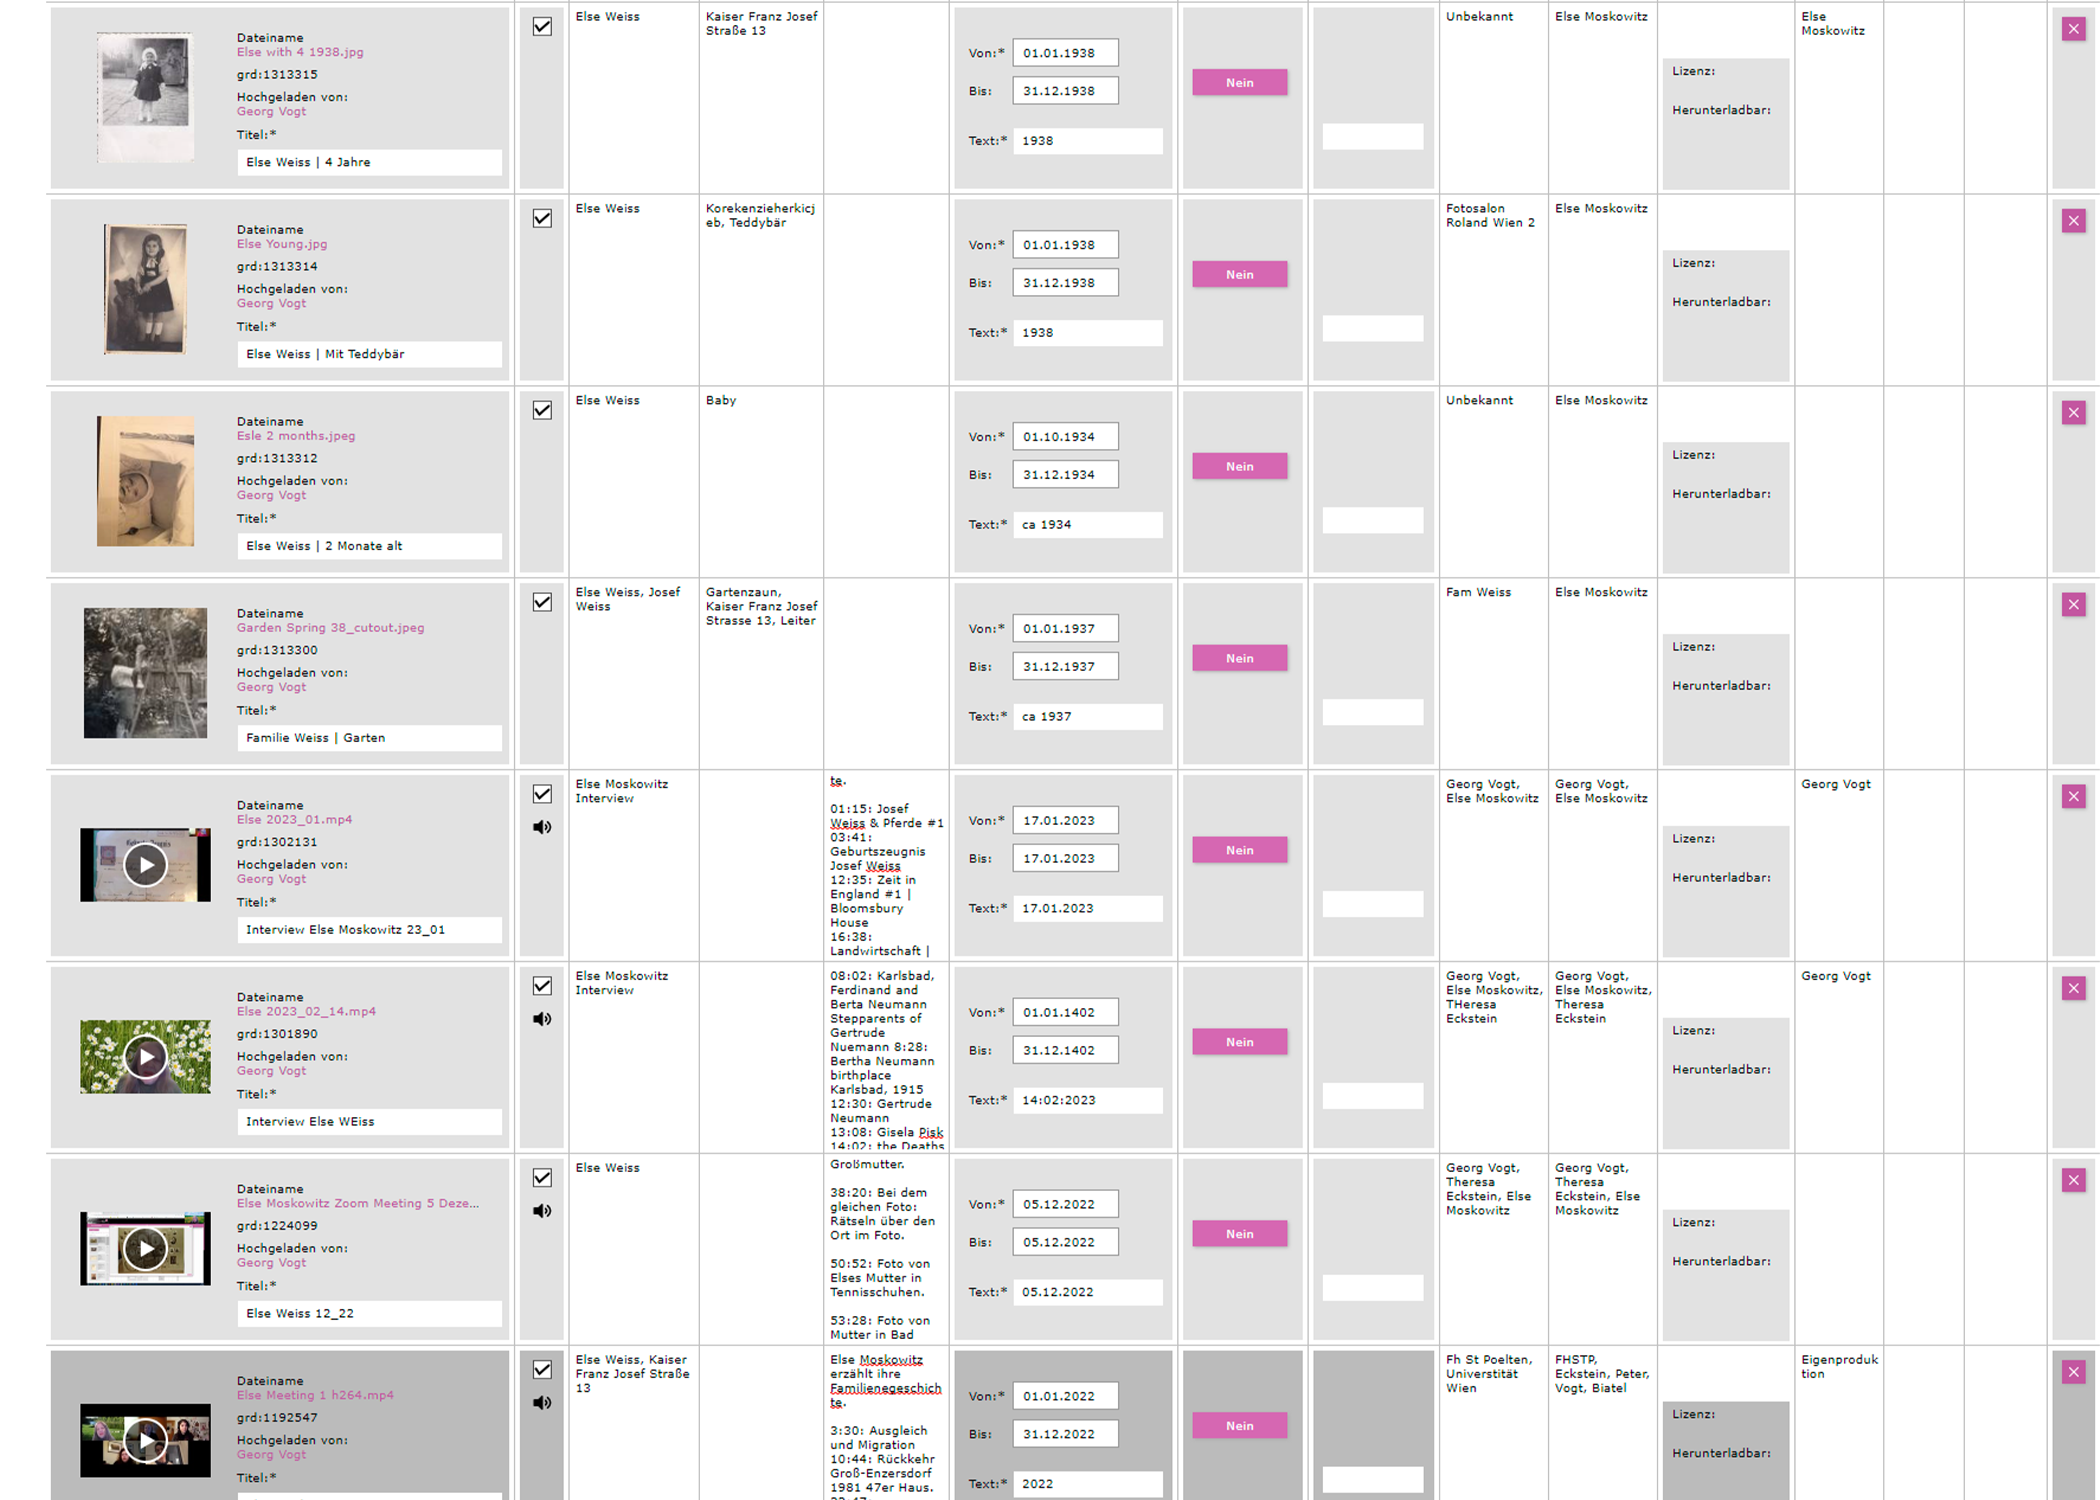 Dateiname
Else with 4 1938.jpg
grd:1313315
Hochgeladen von:
Georg Vogt
Titel:*
Else Weiss | 4 Jahre
Else Weiss
Kaiser Franz Josef
Straße 13
Von:* 01.01.1938
Bis: 31.12.1938
Text:* 1938
Nein
Unbekannt
Else Moskowitz
Lizenz:
Herunterladbar:
Else
Moskowitz
Dateiname
Else Young.jpg
grd:1313314
Hochgeladen von:
Georg Vogt
Titel:*
Else Weiss | Mit Teddybär
Else Weiss
Korekenzieherkicj
eb, Teddybär
Von:* 01.01.1938
Bis: 31.12.1938
Text:* 1938
Nein
Fotosalon
Roland Wien 2
Else Moskowitz
Lizenz:
Herunterladbar:
Dateiname
Esle 2 months.jpeg
grd:1313312
Hochgeladen von:
Georg Vogt
Titel:*
Else Weiss | 2 Monate alt
Else Weiss
Baby
Von:* 01.10.1934
Bis: 31.12.1934
Text:* ca 1934
Nein
Unbekannt
Else Moskowitz
Lizenz:
Herunterladbar:
Dateiname
Garden Spring 38_cutout.jpeg
grd:1313300
Hochgeladen von:
Georg Vogt
Titel:*
Familie Weiss | Garten
Else Weiss, Josef
Weiss
Gartenzaun,
Kaiser Franz Josef
Strasse 13, Leiter
Von:* 01.01.1937
Bis: 31.12.1937
Text:* ca 1937
Nein
Fam Weiss
Else Moskowitz
Lizenz:
Herunterladbar:
Dateiname
Else 2023_01.mp4
grd:1302131
Hochgeladen von:
Georg Vogt
Titel:*
Interview Else Moskowitz 23_01
Else Moskowitz
Interview
te.
01:15: Josef
Weiss & Pferde #1
03:41:
Geburtszeugnis
Josef Weiss
12:35: Zeit in
England #1 |
Bloomsbury
House
16:38:
Landwirtschaft |
Von:* 17.01.2023
Bis: 17.01.2023
Text:* 17.01.2023
Nein
Georg Vogt,
Else Moskowitz
Georg Vogt,
Else Moskowitz
Lizenz:
Herunterladbar:
Georg Vogt
Dateiname
Else 2023_02_14.mp4
grd:1301890
Hochgeladen von:
Georg Vogt
Titel:*
Interview Else WEiss
Else Moskowitz
Interview
08:02: Karlsbad,
Ferdinand and
Berta Neumann
Stepparents of
Gertrude
Nuemann 8:28:
Bertha Neumann
birthplace
Karlsbad, 1915
12:30: Gertrude
Neumann
13:08: Gisela Pisk
14:02: the Deaths
Von:* 01.01.1402
Bis: 31.12.1402
Text:* 14:02:2023
Nein
Georg Vogt,
Else Moskowitz,
THeresa
Eckstein
Georg Vogt,
Else Moskowitz,
Theresa
Eckstein
Lizenz:
Herunterladbar:
Georg Vogt
Dateiname
Else Moskowitz Zoom Meeting 5 Deze...
grd:1224099
Hochgeladen von:
Georg Vogt
Titel:*
Else Weiss 12_22
Else Weiss
Großmutter.
38:20: Bei dem
gleichen Foto:
Rätseln über den
Ort im Foto.
50:52: Foto von
Elses Mutter in
Tennisschuhen.
53:28: Foto von
Mutter in Bad
Von:* 05.12.2022
Bis: 05.12.2022
Text:* 05.12.2022
Nein
Georg Vogt,
Theresa
Eckstein, Else
Moskowitz
Georg Vogt,
Theresa
Eckstein, Else
Moskowitz
Lizenz:
Herunterladbar:
Dateiname
Else Meeting 1 h264.mp4
grd:1192547
Hochgeladen von:
Georg Vogt
Titel:*
Else Weiss, Kaiser
Franz Josef Straße
13
Else Moskowitz
erzählt ihre
Familienegeschich
te.
3:30: Ausgleich
und Migration
10:44: Rückkehr
Groß-Enzersdorf
1981 47er Haus.
Von:* 01.01.2022
Bis: 31.12.2022
Text:* 2022
Nein
Fh St Poelten,
Universtität
Wien
FHSTP,
Eckstein, Peter,
Vogt, Biatel
Lizenz:
Herunterladbar:
Eigenproduk
tion